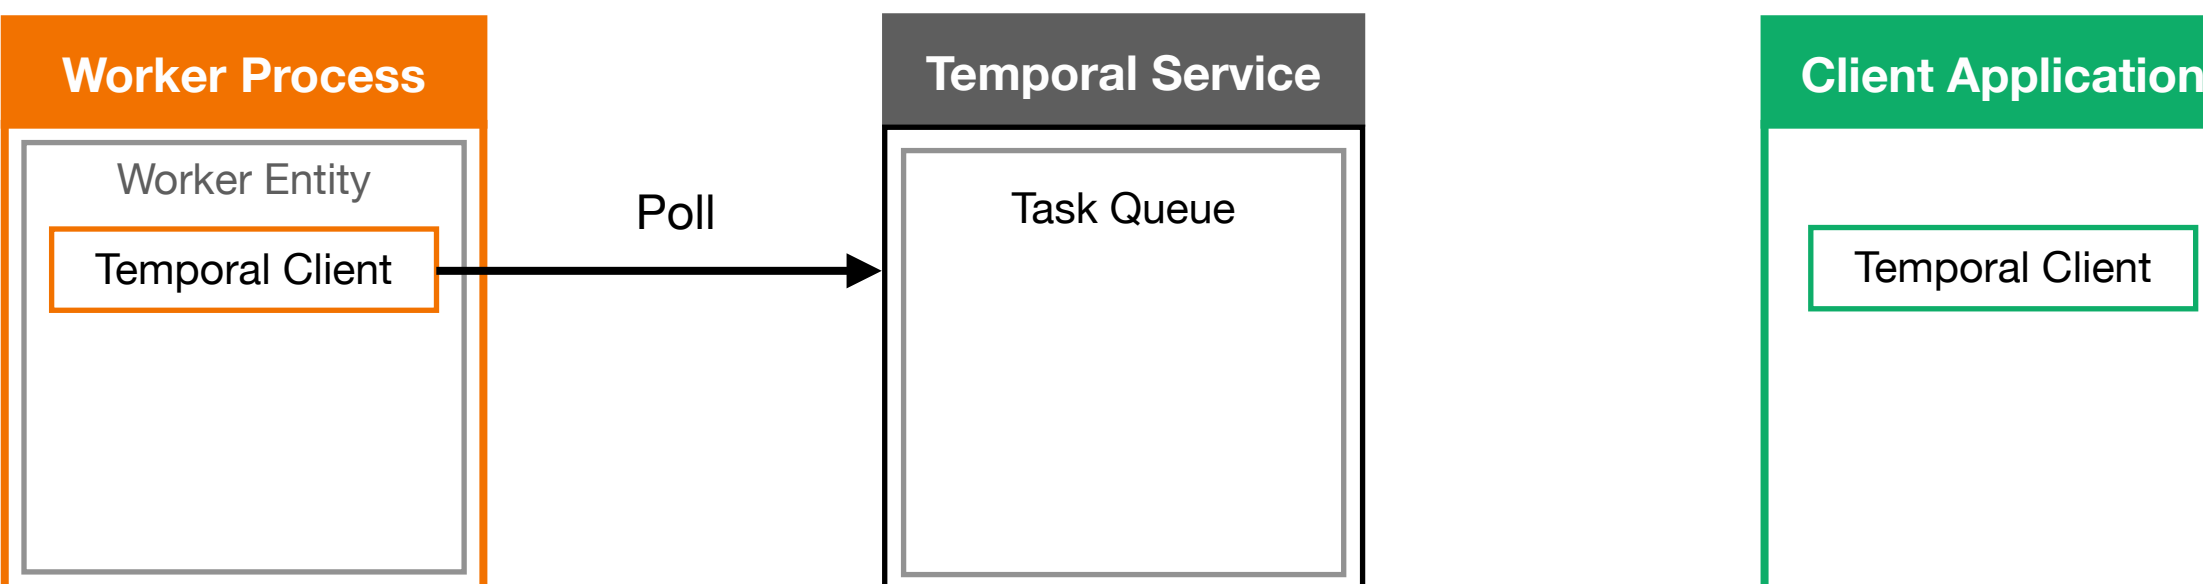 Worker Process
Temporal Service
Client Application
Worker Entity
Temporal Client
Poll
Task Queue
Temporal Client